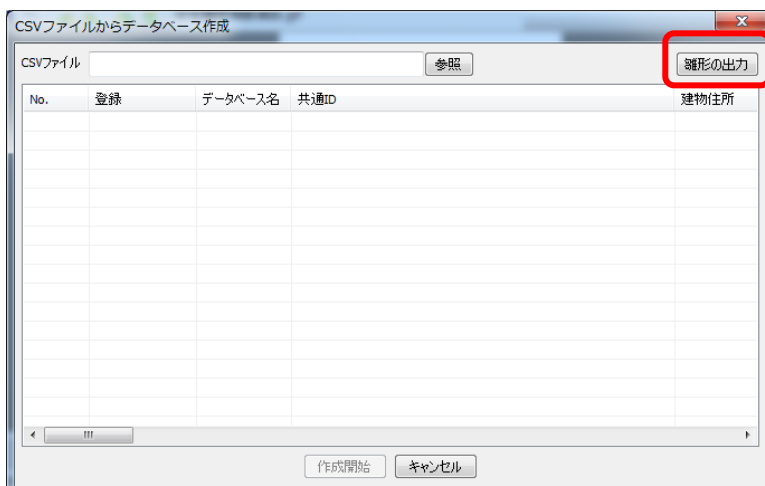 CSVファイルからデータベース作成
CSVファイル 参照 雛形の出力
No. 登録 データベース名 共通ID 建物住所
作成開始 キャンセル